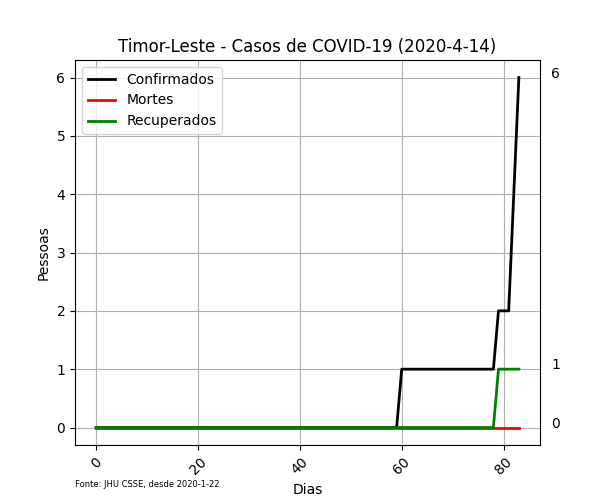 Timor-Leste - Casos de COVID-19 (2020-4-14)
Confirmados
Mortes
Recuperados
Pessoas
6
5
4
3
2
1
0
6
1
0
0
20
40
60
80
Dias
Fonte: JHU CSSE, desde 2020-1-22